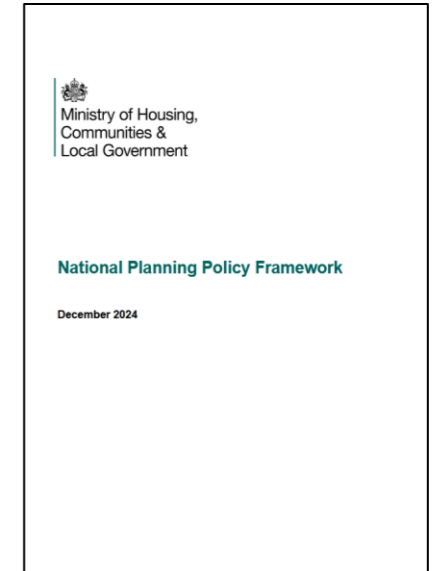 Ministry of Housing,
Communities &
Local Government
National Planning Policy Framework
December 2024